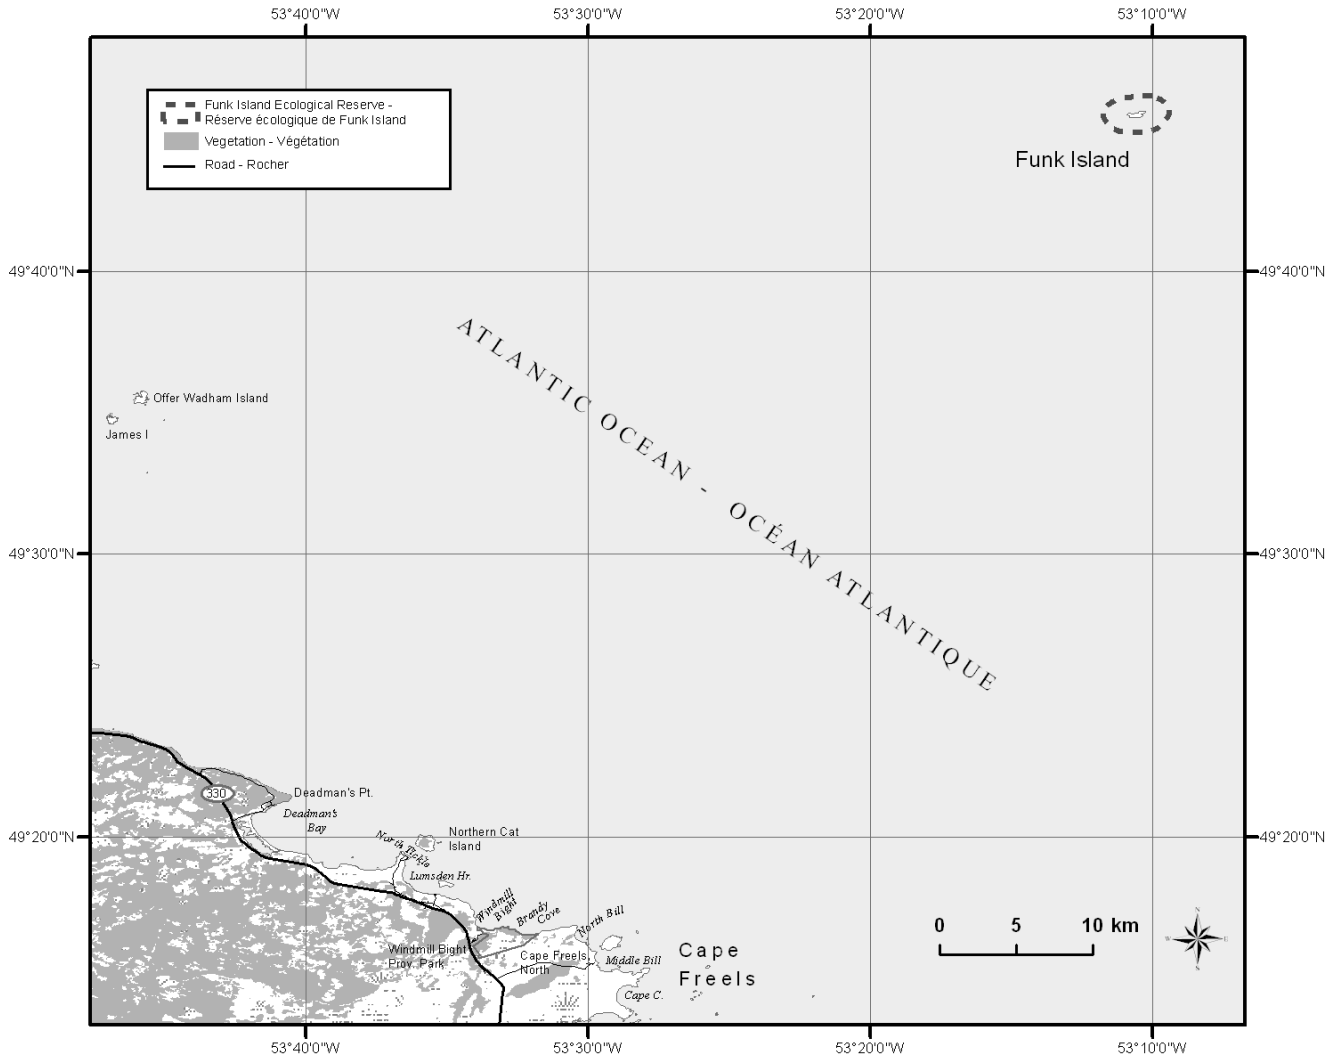 53°40'0"W
53°30'0"W
53°20'0"W
53°10'0"W
Funk Island Ecological Reserve -
Réserve écologique de Funk Island
Vegetation - Végétation
Road - Rocher
Funk Island
49°40'0"N
49°40'0"N
ATLANTIC OCEAN - OCÉAN ATLANTIQUE
Offer Wadham Island
James I
49°30'0"N
49°30'0"N
330
Deadman's Pt.
Deadman's
Bay
49°20'0"N
49°20'0"N
North Tickle
Northern Cat
Island
Lumsden Hr.
Windmill
Bight
Brandy
Cove
North Bill
Windmill Bight
Prov. Park
Cape Freels
North
Middle Bill
Cape C.
Cape
Freels
0 5 10 km
N
W
E
S
53°40'0"W
53°30'0"W
53°20'0"W
53°10'0"W